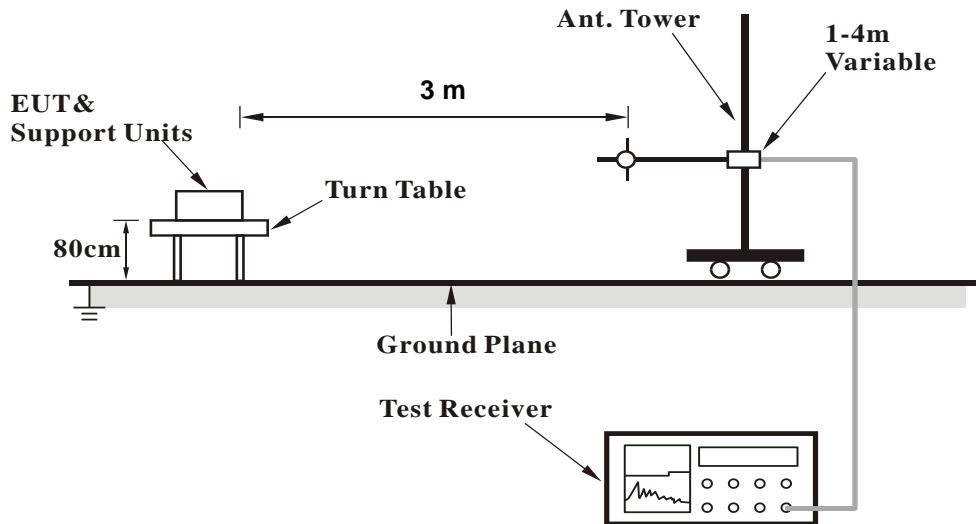 Ant. Tower
1-4m
Variable
3 m
EUT&
Support Units
Turn Table
80cm
Ground Plane
Test Receiver